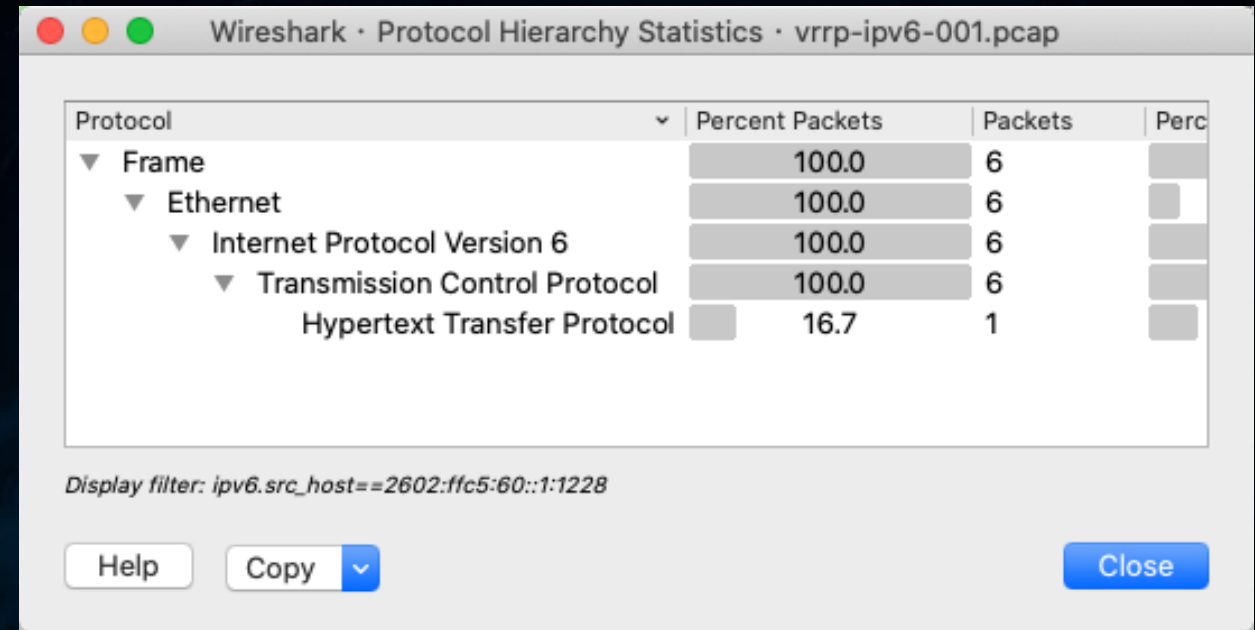 Wireshark · Protocol Hierarchy Statistics · vrrp-ipv6-001.pcap
Protocol Percent Packets Packets Perc
Frame 100.0 6
Ethernet 100.0 6
Internet Protocol Version 6 100.0 6
Transmission Control Protocol 100.0 6
Hypertext Transfer Protocol 16.7 1
Display filter: ipv6.src_host==2602:ffc5:60::1:1228
Help Copy Close